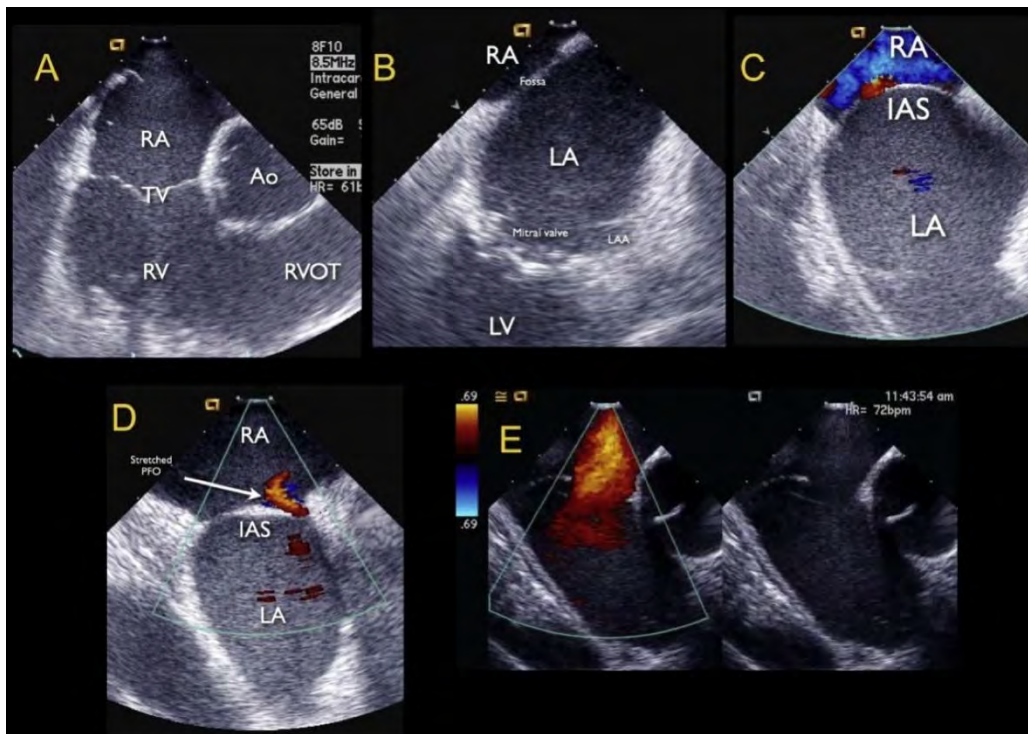 A
8F10
8.5MHz
Intracar
General
65dB S
Gain=
Store in
HR= 61b
RA
TV
Ao
RV
RVOT
B
RA
Fossa
LA
Mitral valve
LAA
LV
C
RA
IAS
LA
D
RA
Stretched
PFO
IAS
LA
.69
.69
E
11:43:54 am
HR= 72bpm